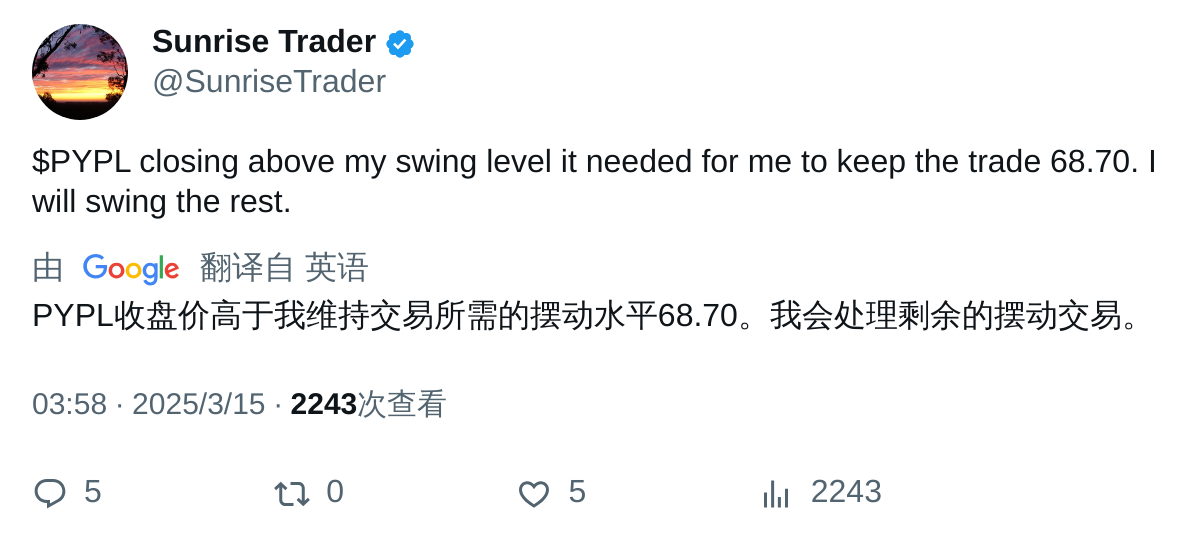 Sunrise Trader
@SunriseTrader
$PYPL closing above my swing level it needed for me to keep the trade 68.70. I
will swing the rest.
由 Google 翻译自 英语
PYPL收盘价高于我维持交易所需的摆动水平68.70。我会处理剩余的摆动交易。
03:58 · 2025/3/15 · 2243次查看
5 0 5 2243